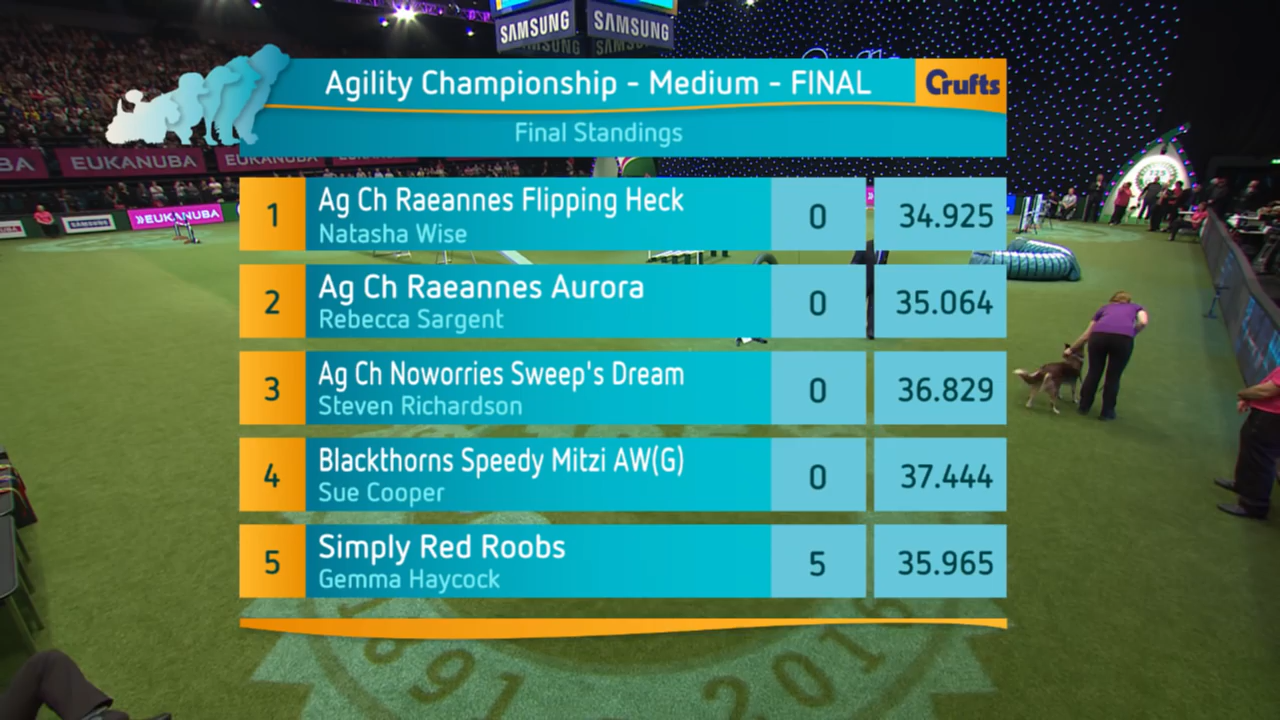 SAMSUNG SAMSUNG
Agility Championship - Medium - FINAL Crufts
Final Standings
EUKANUBA EUKANUBA
1 Ag Ch Raeannes Flipping Heck 0 34.925
Natasha Wise
SAMSUNG
»EUKANUBA
2 Ag Ch Raeannes Aurora 0 35.064
Rebecca Sargent
3 Ag Ch Noworries Sweep's Dream 0 36.829
Steven Richardson
4 Blackthorns Speedy Mitzi AW(G) 0 37.444
Sue Cooper
5 Simply Red Roobs 5 35.965
Gemma Haycock
1891 2015